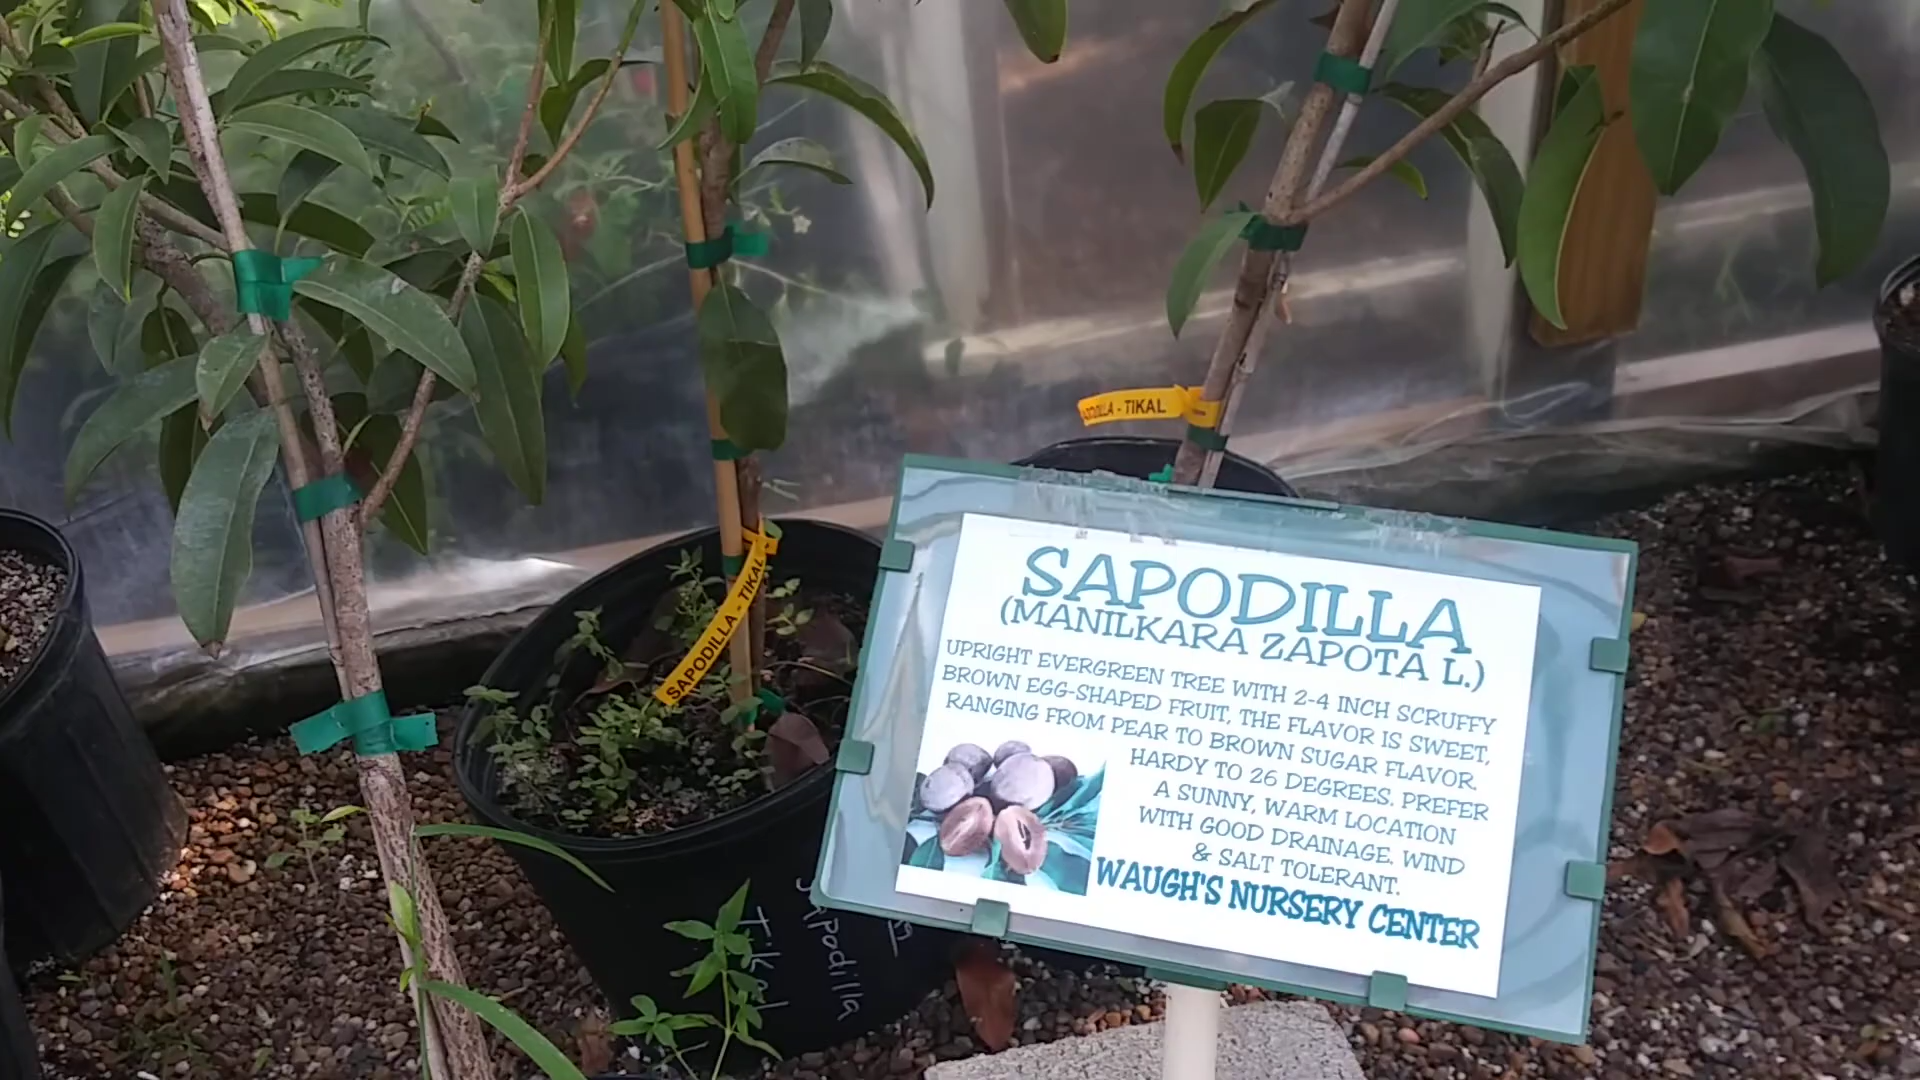 SAPODILLA - TIKAL
SAPODILLA - TIKAL
SAPODILLA
(MANILKARA ZAPOTA L.)
UPRIGHT EVERGREEN TREE WITH 2-4 INCH SCRUFFY
BROWN EGG-SHAPED FRUIT, THE FLAVOR IS SWEET,
RANGING FROM PEAR TO BROWN SUGAR FLAVOR.
HARDY TO 26 DEGREES. PREFER
A SUNNY, WARM LOCATION
WITH GOOD DRAINAGE. WIND
& SALT TOLERANT.
WAUGH'S NURSERY CENTER
Tikal
Sapodilla